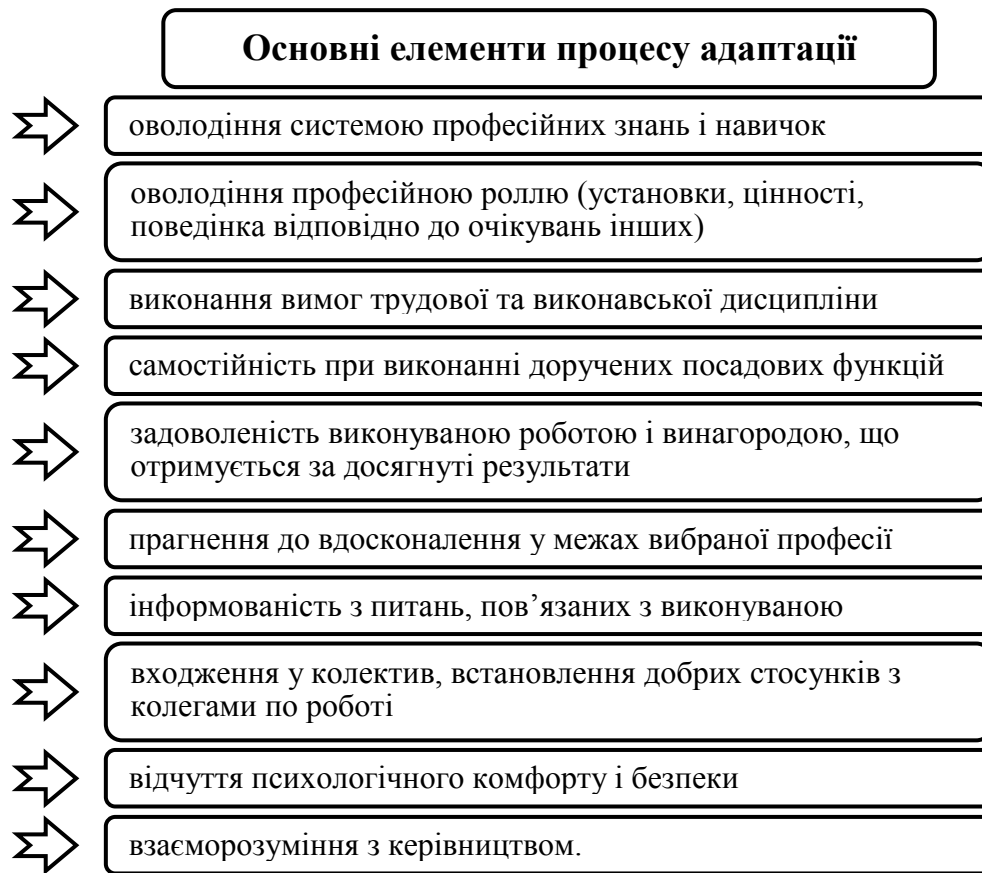 Основні елементи процесу адаптації
оволодіння системою професійних знань і навичок
оволодіння професійною роллю (установки, цінності,
поведінка відповідно до очікувань інших)
виконання вимог трудової та виконавської дисципліни
самостійність при виконанні доручених посадових функцій
задоволеність виконуваною роботою і винагородою, що
отримується за досягнуті результати
прагнення до вдосконалення у межах вибраної професії
інформованість з питань, пов’язаних з виконуваною
входження у колектив, встановлення добрих стосунків з
колегами по роботі
відчуття психологічного комфорту і безпеки
взаєморозуміння з керівництвом.